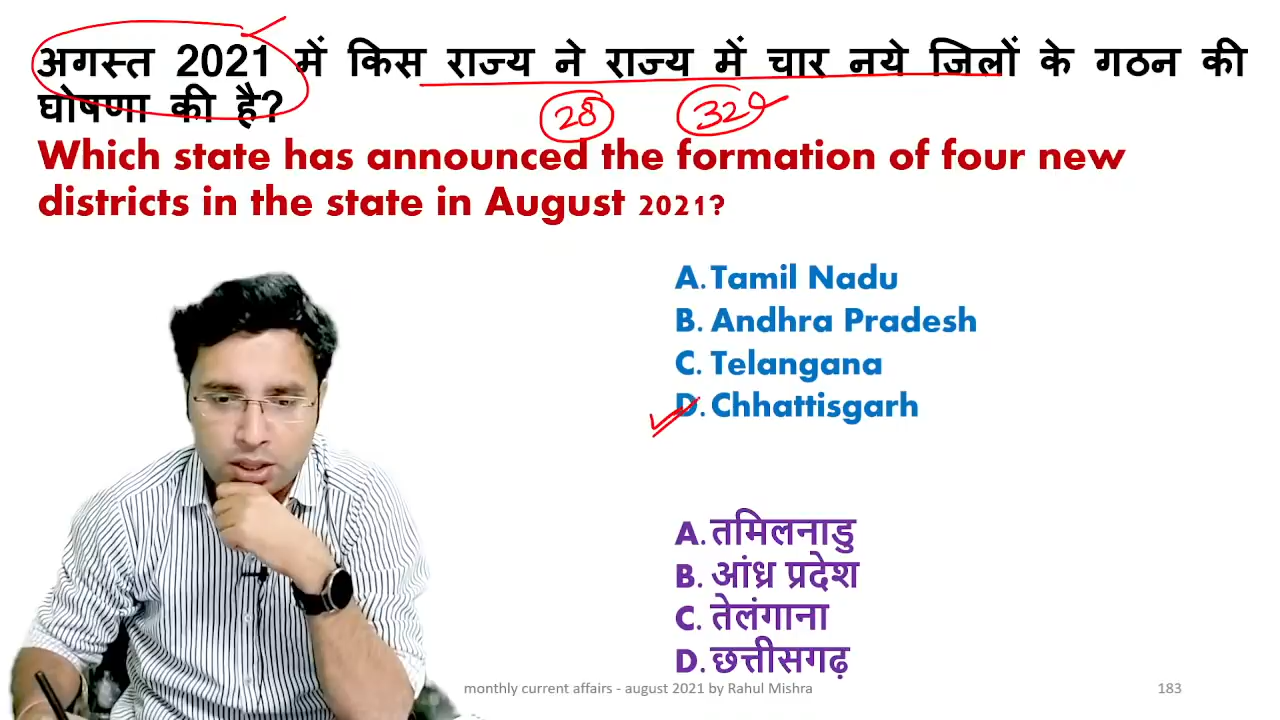 अगस्त 2021 में किस राज्य ने राज्य में चार नये जिलों के गठन की
घोषणा की है?
28
320
Which state has announced the formation of four new
districts in the state in August 2021?
A. Tamil Nadu
B. Andhra Pradesh
C. Telangana
D. Chhattisgarh
A. तमिलनाडु
B. आंध्र प्रदेश
C. तेलंगाना
D. छत्तीसगढ़
monthly current affairs - august 2021 by Rahul Mishra
183